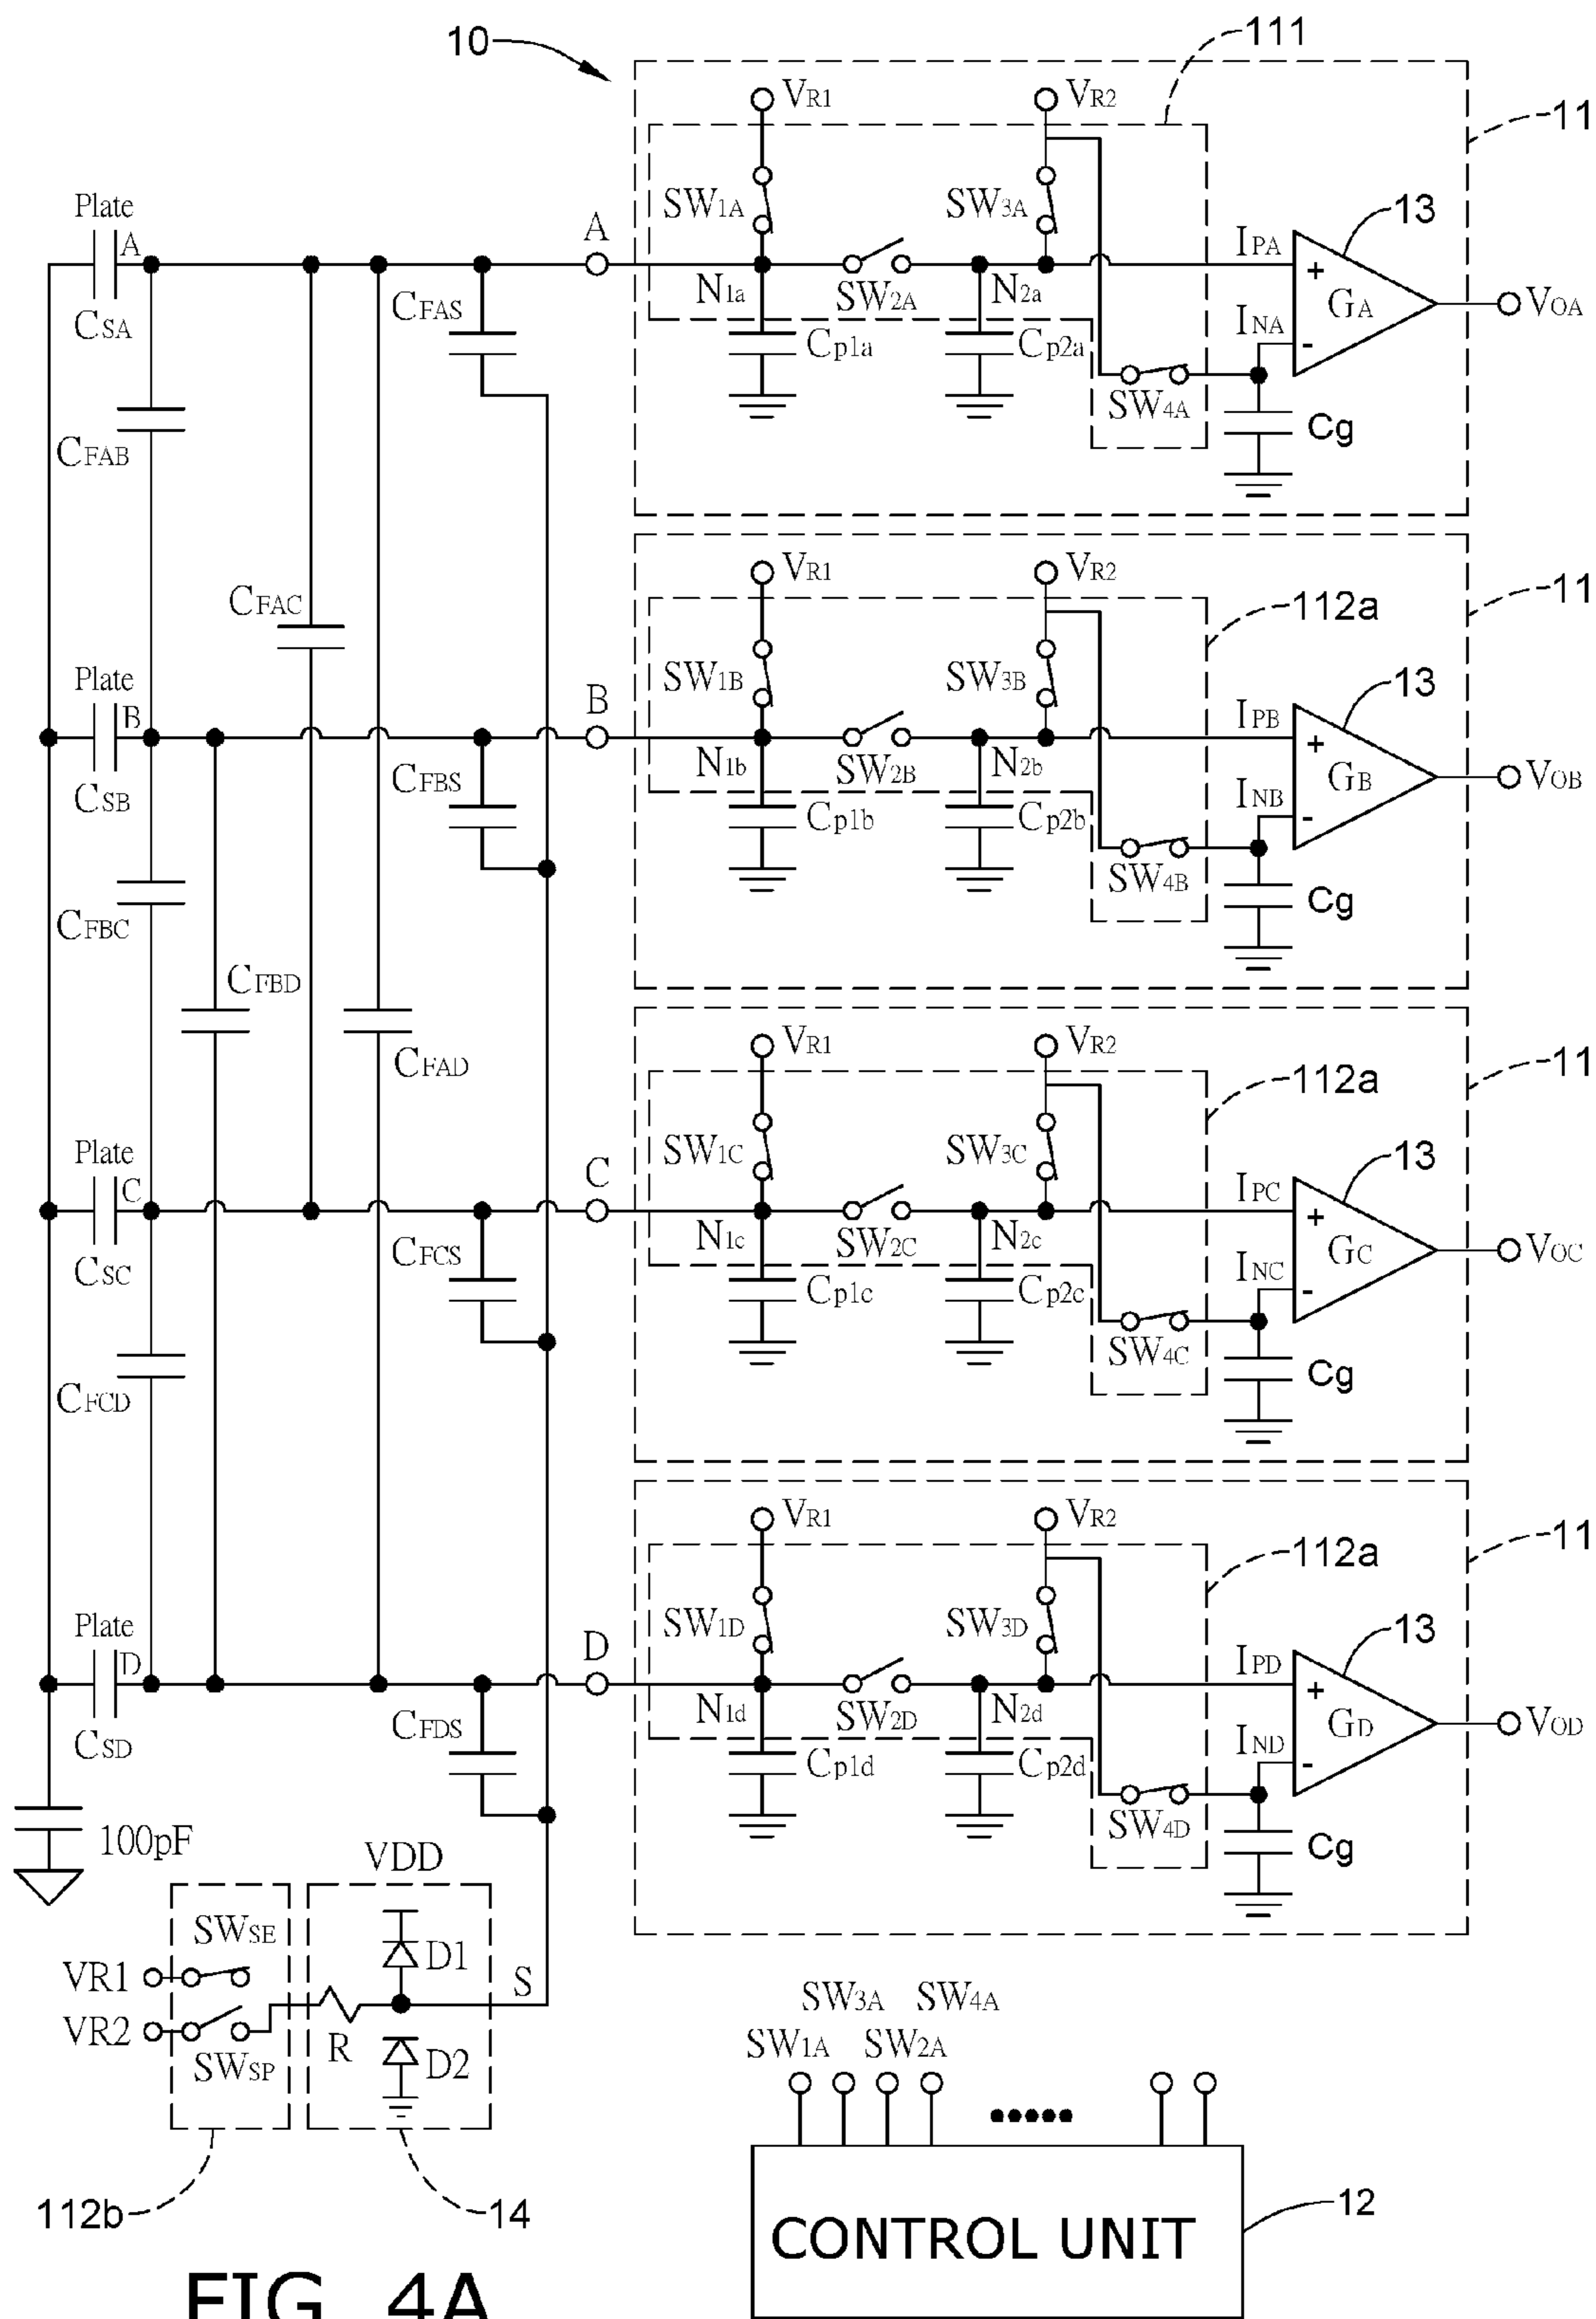 10
111
VR1
VR2
11
Plate
A
CSA
CFAS
A
SW1A
SW3A
N1a
SW2A
N2a
IPA
13
+
GA
INA
-
VOA
Cp1a
Cp2a
SW4A
Cg
CFAB
CFAC
VR1
VR2
11
112a
Plate
B
CSB
CFBS
B
SW1B
SW3B
N1b
SW2B
N2b
IPB
13
+
GB
INB
-
VOB
Cp1b
Cp2b
SW4B
Cg
CFBC
CFBD
CFAD
VR1
VR2
11
112a
Plate
C
CSC
CFCS
C
SW1C
SW3C
N1c
SW2C
N2c
IPC
13
+
GC
INC
-
VOC
Cp1c
Cp2c
SW4C
Cg
CFCD
VR1
VR2
11
112a
Plate
D
CSD
CFDS
D
SW1D
SW3D
N1d
SW2D
N2d
IPD
13
+
GD
IND
-
VOD
Cp1d
Cp2d
SW4D
Cg
100pF
VDD
SWSE
VR1
VR2
SWSP
R
D1
D2
S
112b
14
SW3A SW4A
SW1A SW2A
CONTROL UNIT
12
FIG. 4A